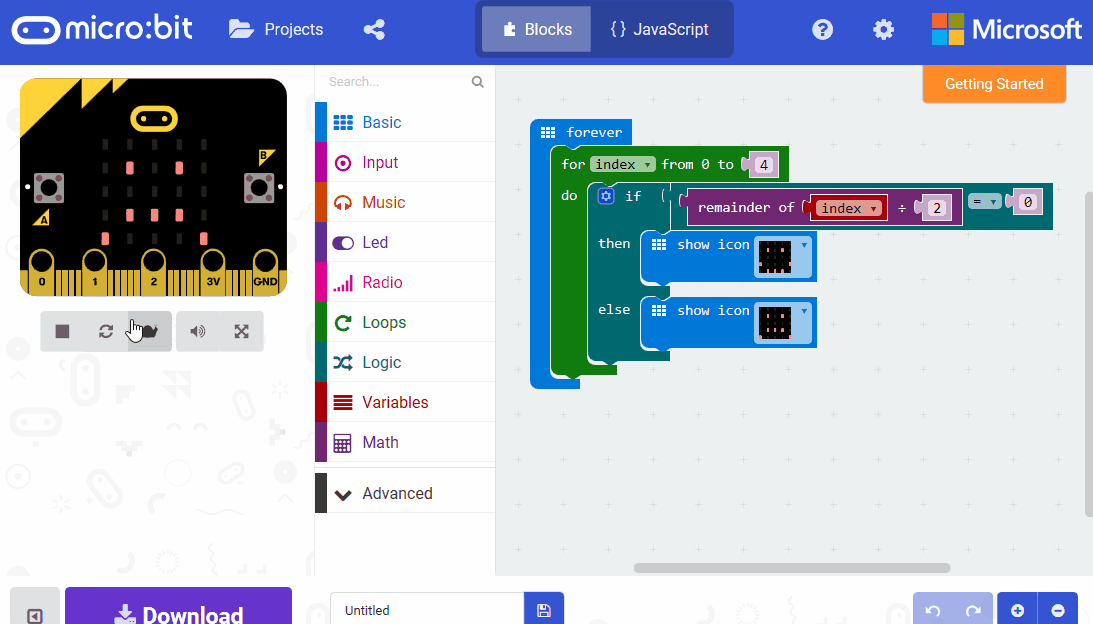 micro:bit Projects Blocks {} JavaScript ? Microsoft
Search...
Getting Started
B
A
0 1 2 3V GND
Basic
Input
Music
Led
Radio
Loops
Logic
Variables
Math
Advanced
forever
for index from 0 to 4
do if remainder of index ÷ 2 = 0
then show icon
else show icon
Download
Untitled